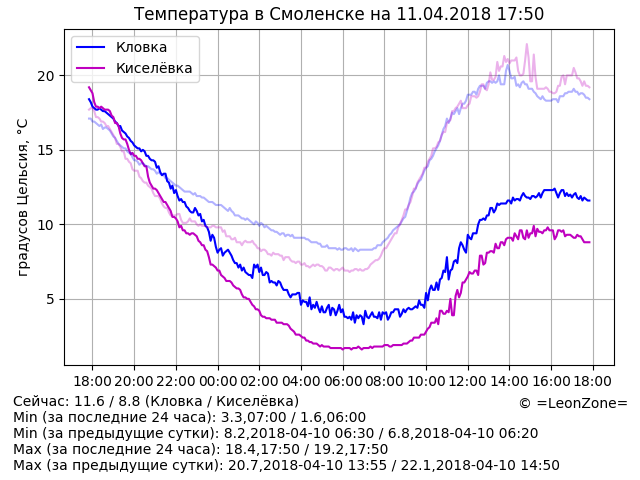 Температура в Смоленске на 11.04.2018 17:50
Кловка
Киселёвка
градусов Цельсия, °C
20
15
10
5
18:00 20:00 22:00 00:00 02:00 04:00 06:00 08:00 10:00 12:00 14:00 16:00 18:00
Сейчас: 11.6 / 8.8 (Кловка / Киселёвка)
© =LeonZone=
Min (за последние 24 часа): 3.3,07:00 / 1.6,06:00
Min (за предыдущие сутки): 8.2,2018-04-10 06:30 / 6.8,2018-04-10 06:20
Max (за последние 24 часа): 18.4,17:50 / 19.2,17:50
Max (за предыдущие сутки): 20.7,2018-04-10 13:55 / 22.1,2018-04-10 14:50